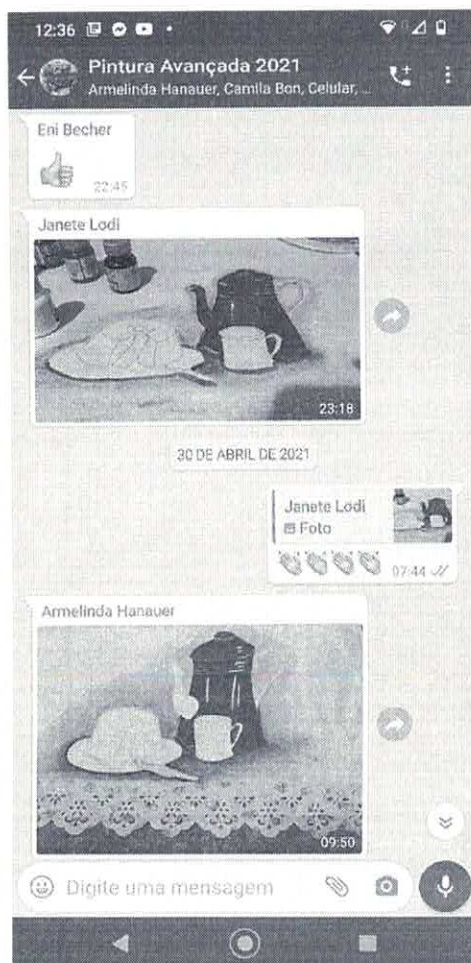 12:36
Pintura Avançada 2021
Armelinda Hanauer, Camila Bon, Celular, ...
Eni Becher
22:45
Janete Lodi
23:18
30 DE ABRIL DE 2021
Janete Lodi
Foto
07:44
Armelinda Hanauer
09:50
Digite uma mensagem